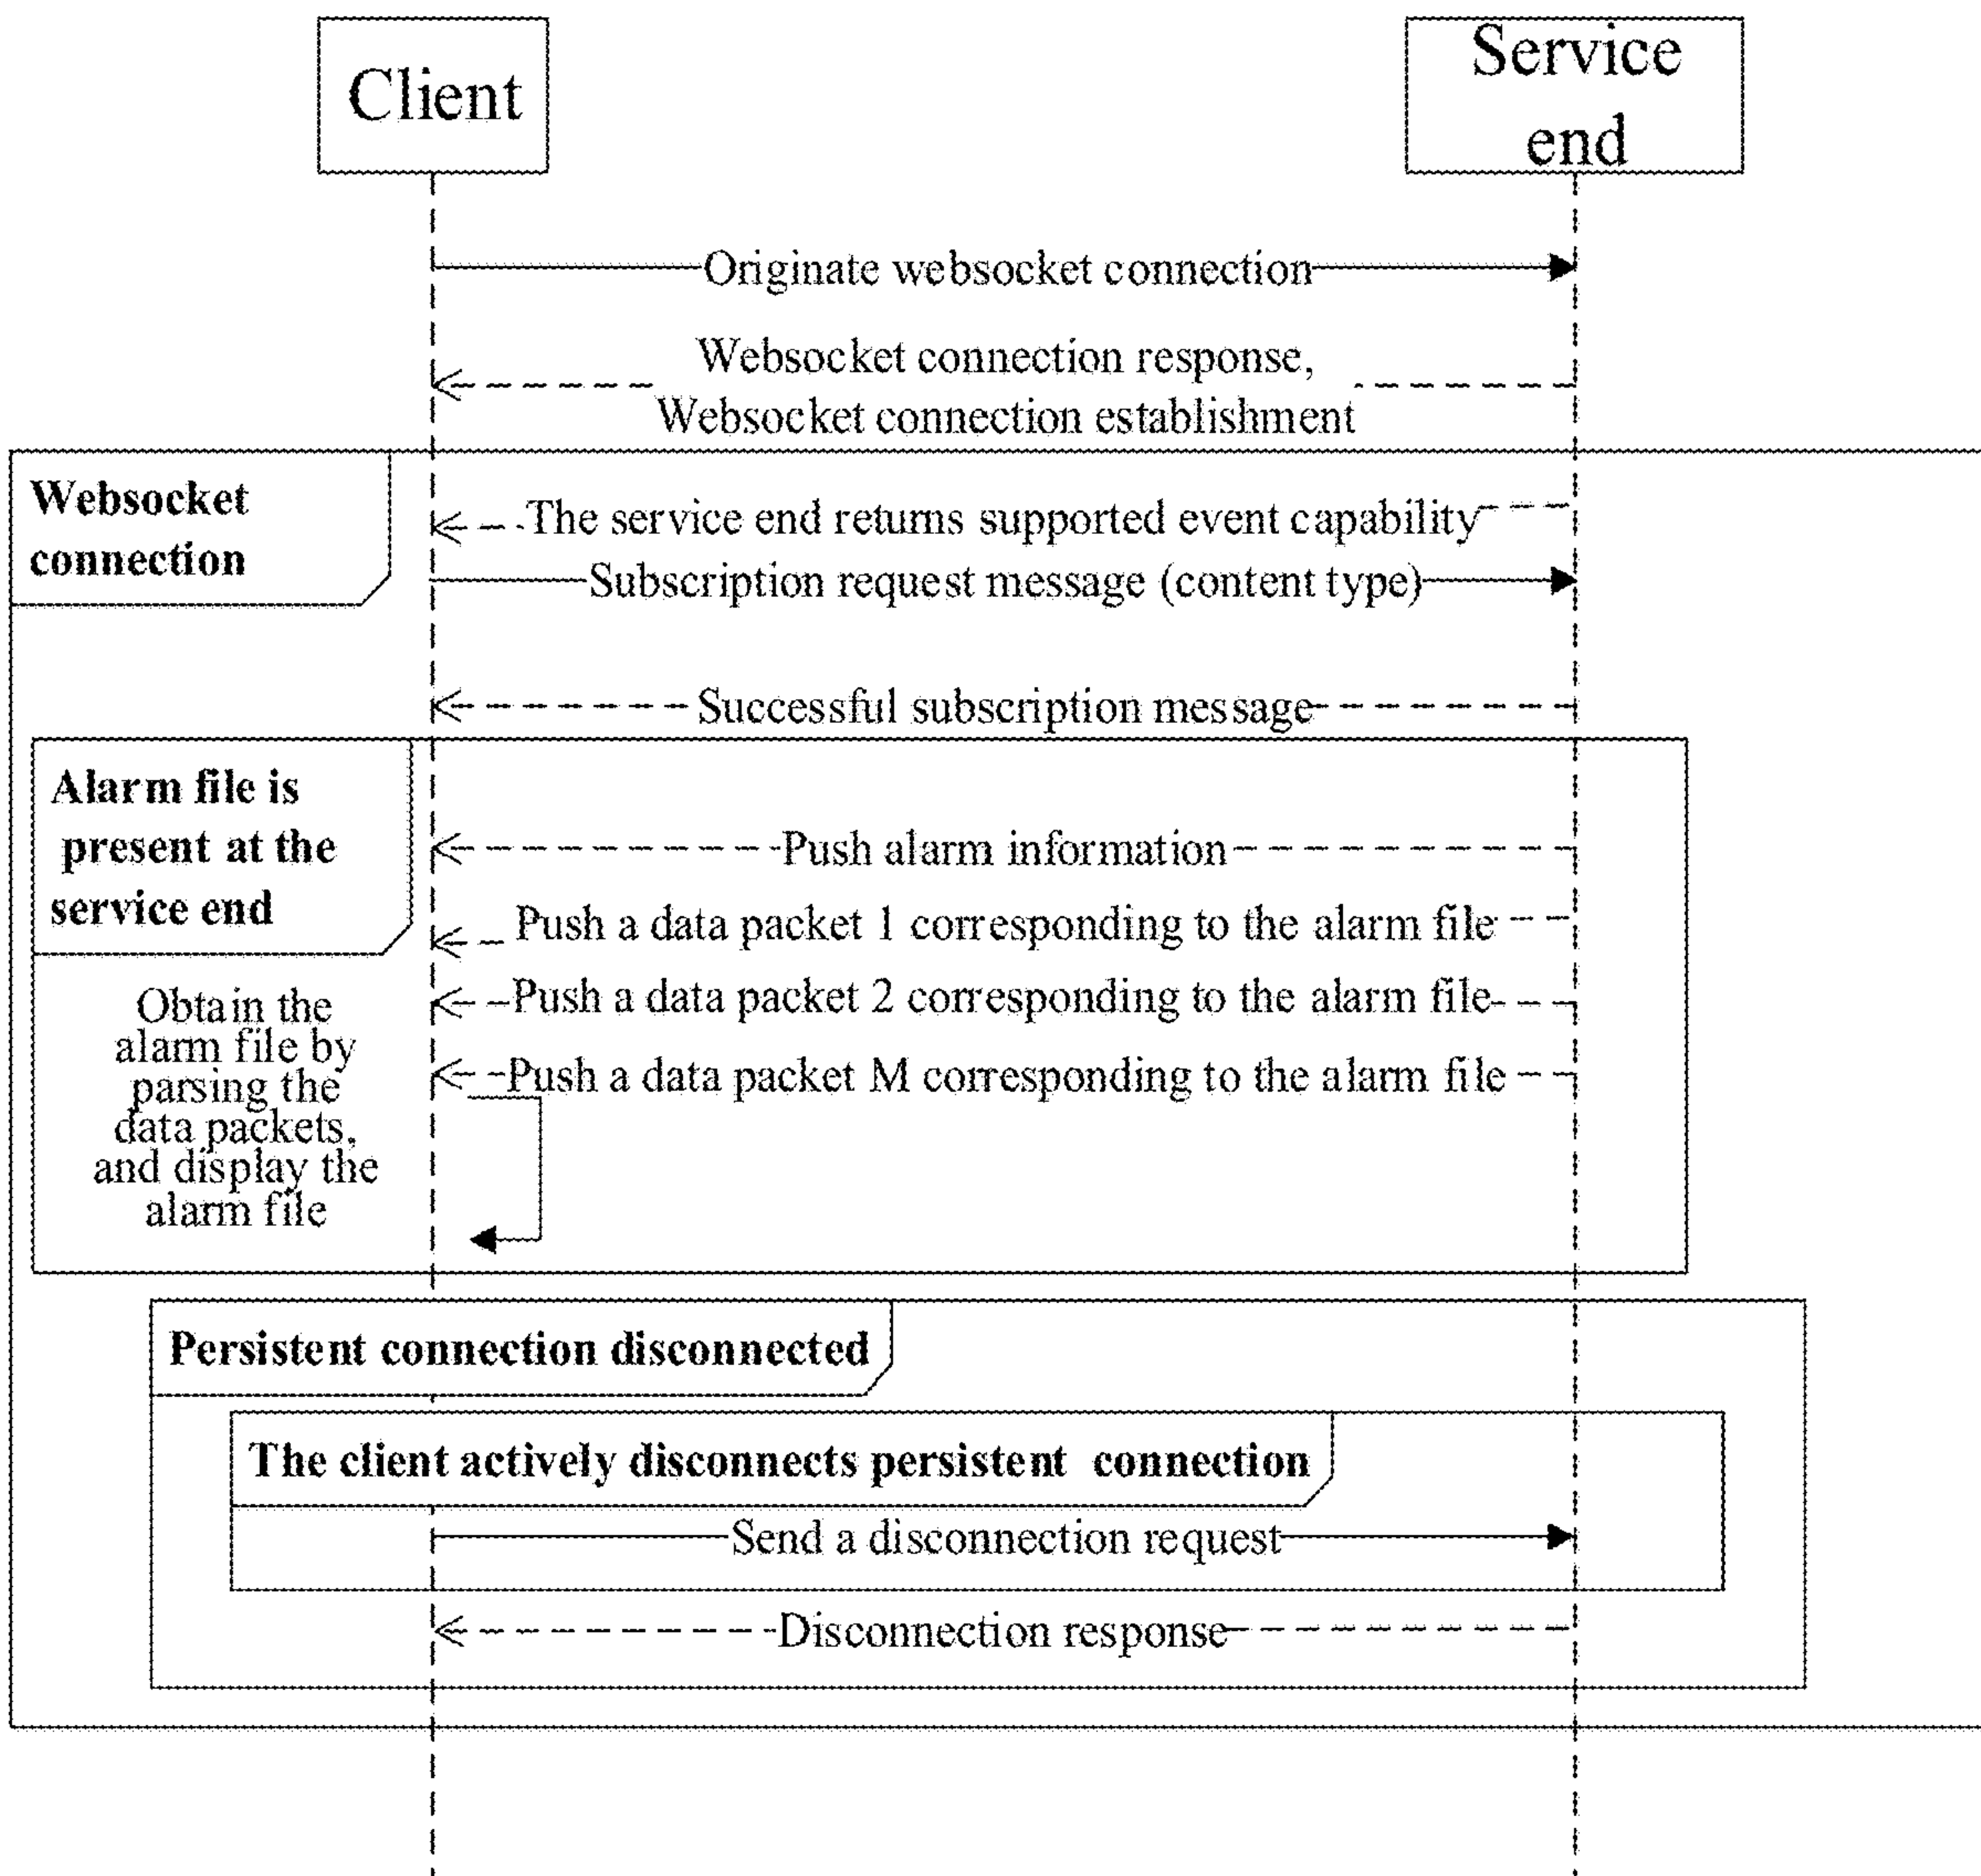 Client
Service
end
Originate websocket connection
Websocket connection response,
Websocket connection establishment
Websocket
connection
The service end returns supported event capability
Subscription request message (content type)
Successful subscription message
Alarm file is
present at the
service end
Push alarm information
Push a data packet 1 corresponding to the alarm file
Push a data packet 2 corresponding to the alarm file
Push a data packet M corresponding to the alarm file
Obtain the
alarm file by
parsing the
data packets,
and display the
alarm file
Persistent connection disconnected
The client actively disconnects persistent connection
Send a disconnection request
Disconnection response